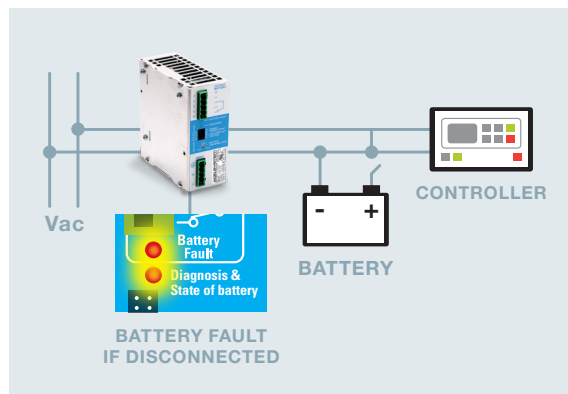 Vac
Battery
Fault
Diagnosis &
State of battery
BATTERY FAULT
IF DISCONNECTED
-
+
BATTERY
CONTROLLER